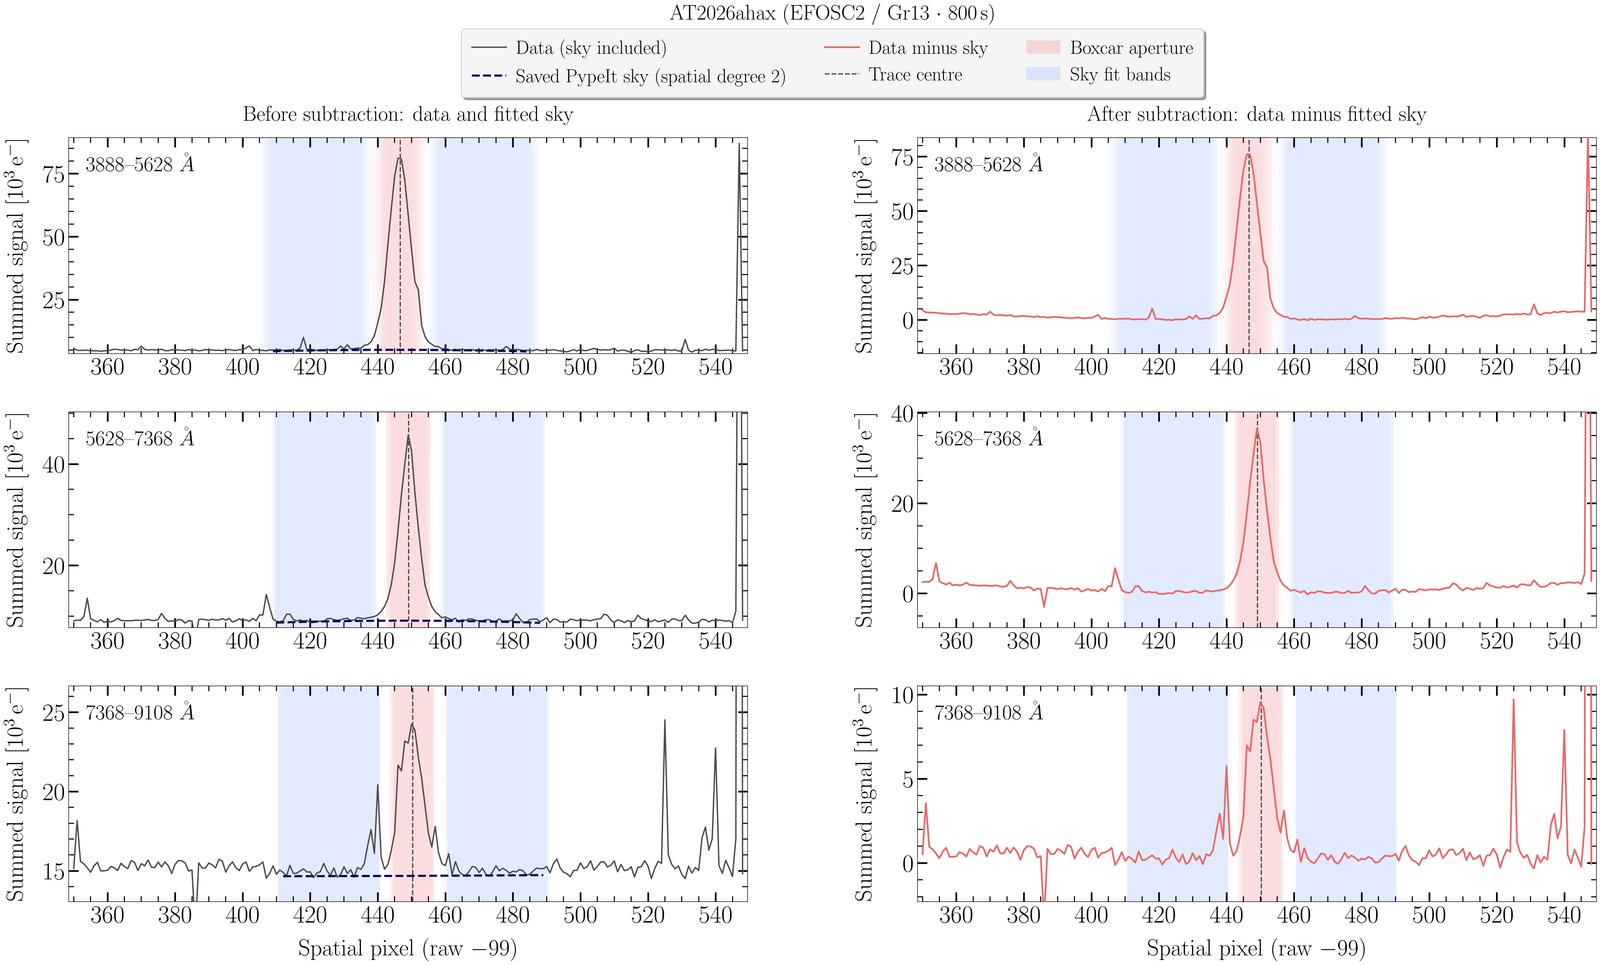 AT2026ahax (EFOSC2 / Gr13 · 800 s)
Data (sky included)
Saved PypeIt sky (spatial degree 2)
Data minus sky
Trace centre
Boxcar aperture
Sky fit bands
Before subtraction: data and fitted sky
After subtraction: data minus fitted sky
Summed signal [10³ e⁻]
75
50
25
3888–5628 Å
360 380 400 420 440 460 480 500 520 540
Summed signal [10³ e⁻]
75
50
25
0
3888–5628 Å
360 380 400 420 440 460 480 500 520 540
Summed signal [10³ e⁻]
40
20
5628–7368 Å
360 380 400 420 440 460 480 500 520 540
Summed signal [10³ e⁻]
40
20
0
5628–7368 Å
360 380 400 420 440 460 480 500 520 540
Summed signal [10³ e⁻]
25
20
15
7368–9108 Å
360 380 400 420 440 460 480 500 520 540
Spatial pixel (raw −99)
Summed signal [10³ e⁻]
10
5
0
7368–9108 Å
360 380 400 420 440 460 480 500 520 540
Spatial pixel (raw −99)